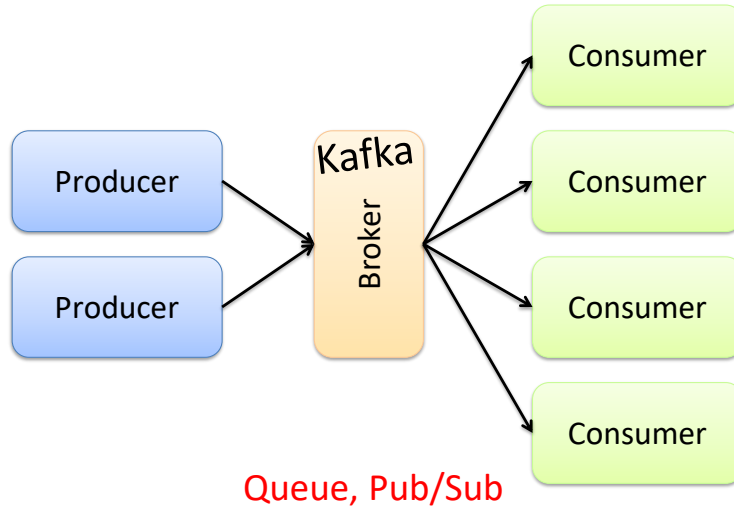 Consumer
Kafka
Producer
Consumer
Broker
Producer
Consumer
Consumer
Queue, Pub/Sub